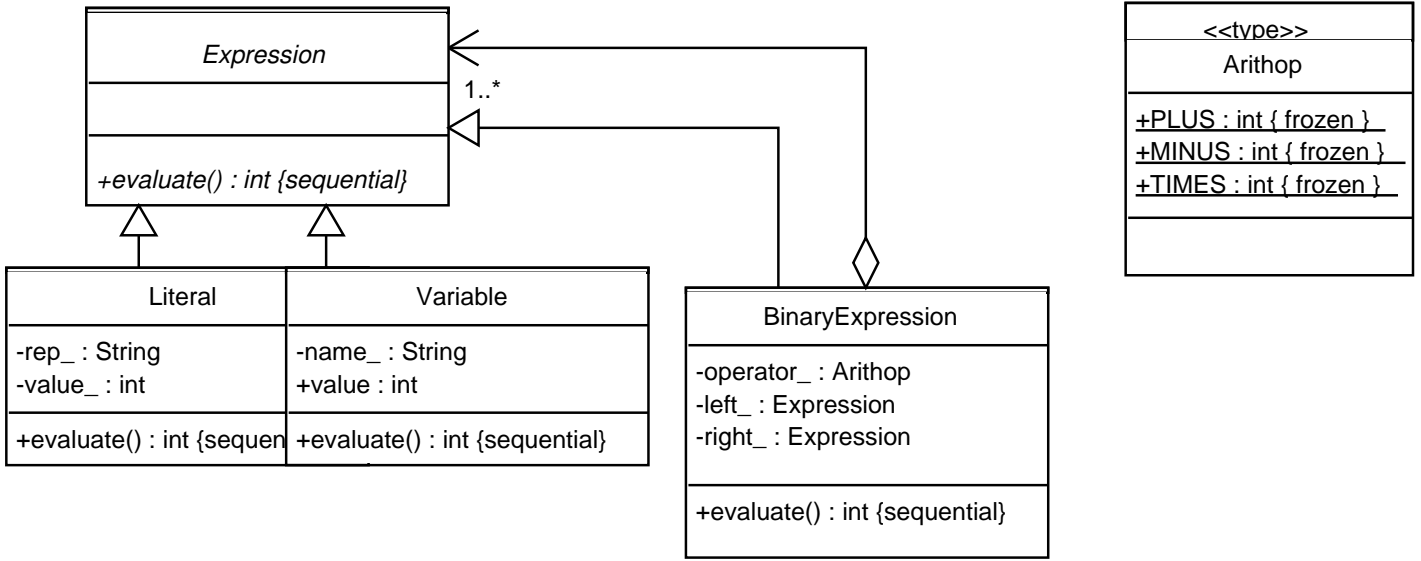 Expression
+evaluate() : int {sequential}
1..*
<<type>>
Arithop
+PLUS : int { frozen }
+MINUS : int { frozen }
+TIMES : int { frozen }
Literal
-rep_ : String
-value_ : int
+evaluate() : int {sequen
Variable
-name_ : String
+value : int
+evaluate() : int {sequential}
BinaryExpression
-operator_ : Arithop
-left_ : Expression
-right_ : Expression
+evaluate() : int {sequential}